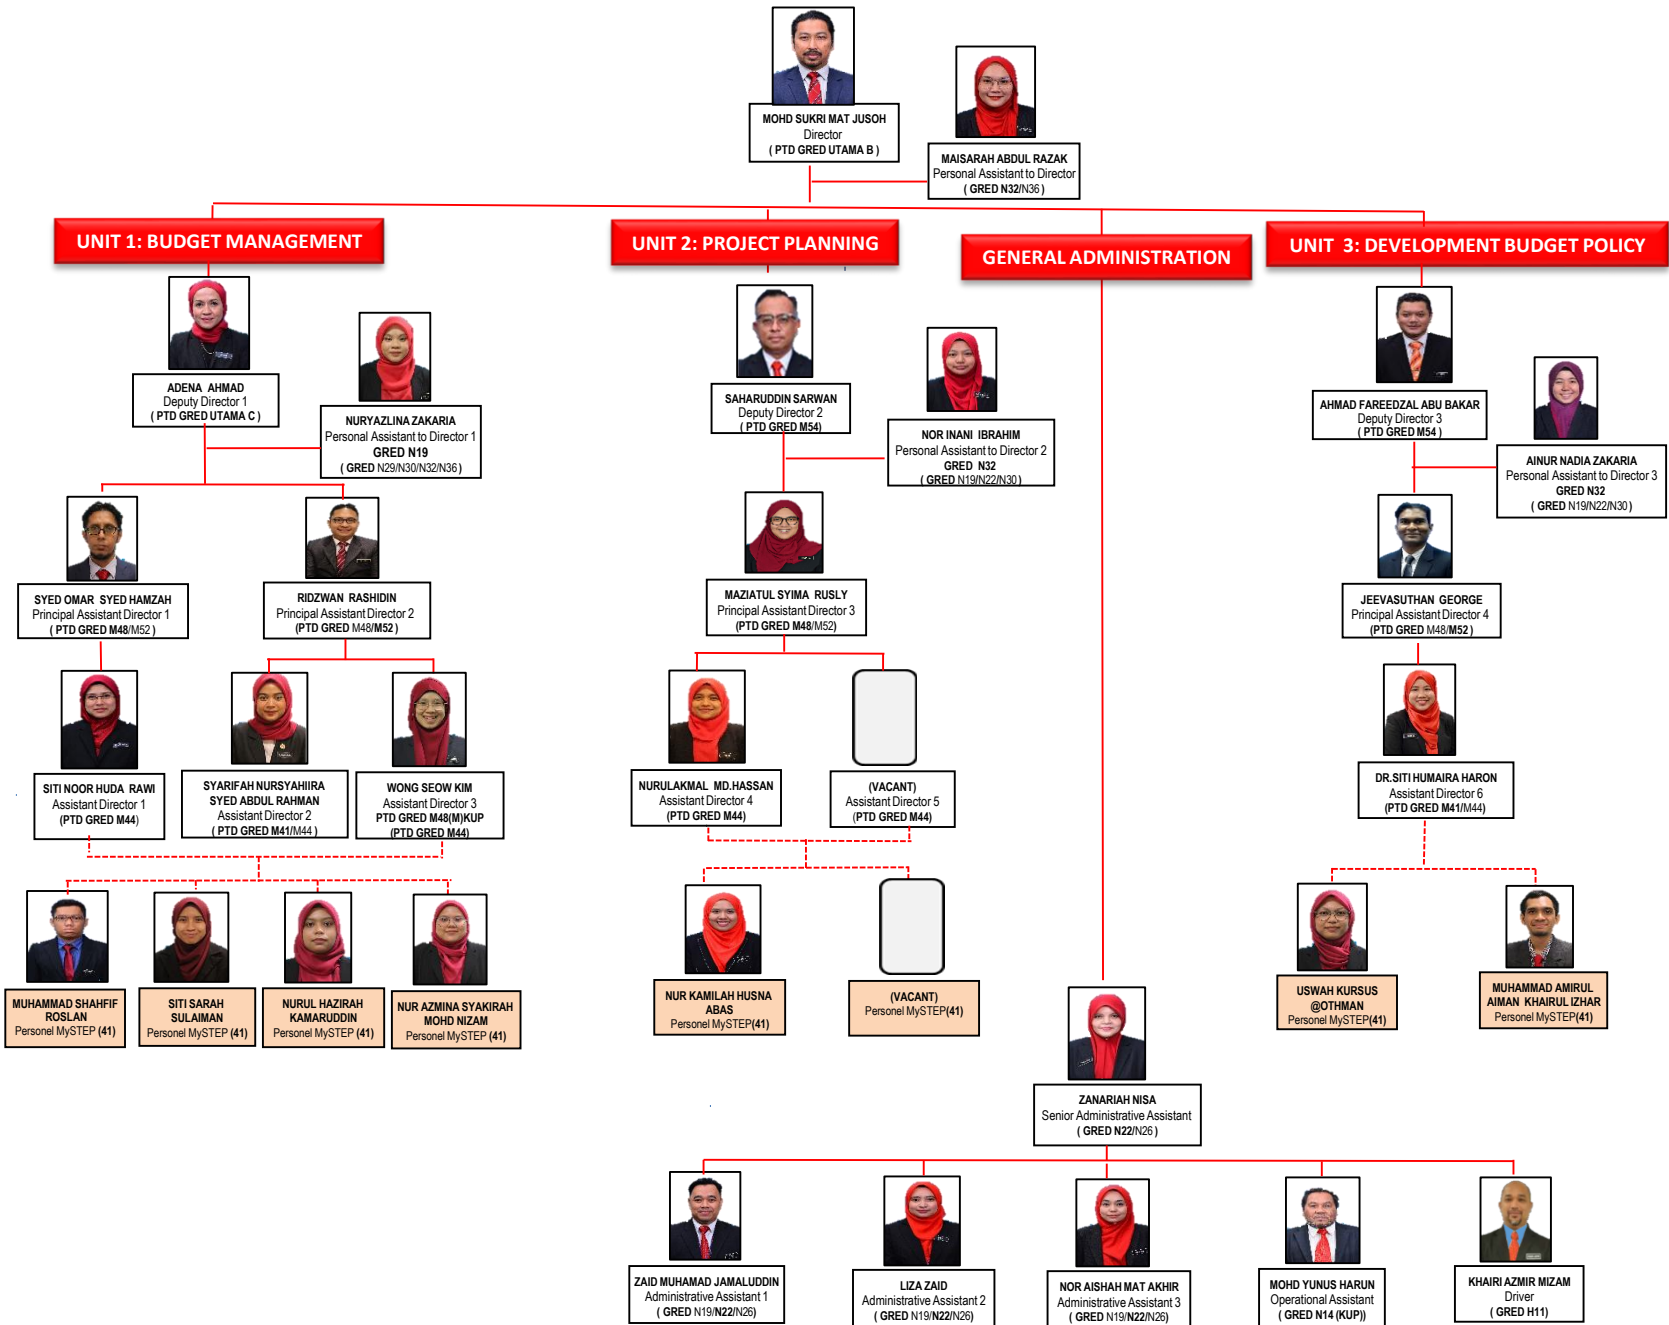 MOHD SUKRI MAT JUSOH
Director
( PTD GRED UTAMA B )
MAISARAH ABDUL RAZAK
Personal Assistant to Director
( GRED N32/N36 )
UNIT 1: BUDGET MANAGEMENT
UNIT 2: PROJECT PLANNING
GENERAL ADMINISTRATION
UNIT 3: DEVELOPMENT BUDGET POLICY
ADENA AHMAD
Deputy Director 1
( PTD GRED UTAMA C )
NURYAZLINA ZAKARIA
Personal Assistant to Director 1
GRED N19
( GRED N29/N30/N32/N36 )
SAHARUDDIN SARWAN
Deputy Director 2
( PTD GRED M54)
NOR INANI IBRAHIM
Personal Assistant to Director 2
GRED N32
( GRED N19/N22/N30)
AHMAD FAREEDZAL ABU BAKAR
Deputy Director 3
( PTD GRED M54 )
AINUR NADIA ZAKARIA
Personal Assistant to Director 3
GRED N32
( GRED N19/N22/N30 )
SYED OMAR SYED HAMZAH
Principal Assistant Director 1
( PTD GRED M48/M52 )
RIDZWAN RASHIDIN
Principal Assistant Director 2
(PTD GRED M48/M52 )
MAZIATUL SYIMA RUSLY
Principal Assistant Director 3
(PTD GRED M48/M52)
JEEVASUTHAN GEORGE
Principal Assistant Director 4
(PTD GRED M48/M52)
SITI NOOR HUDA RAWI
Assistant Director 1
(PTD GRED M44)
SYARIFAH NURSYAHIIRA
SYED ABDUL RAHMAN
Assistant Director 2
( PTD GRED M41/M44 )
WONG SEOW KIM
Assistant Director 3
PTD GRED M48(M)KUP
(PTD GRED M44)
NURULAKMAL MD.HASSAN
Assistant Director 4
(PTD GRED M44)
(VACANT)
Assistant Director 5
(PTD GRED M44)
DR.SITI HUMAIRA HARON
Assistant Director 6
(PTD GRED M41/M44)
MUHAMMAD SHAHFIF
ROSLAN
Personel MySTEP (41)
SITI SARAH
SULAIMAN
Personel MySTEP (41)
NURUL HAZIRAH
KAMARUDDIN
Personel MySTEP (41)
NUR AZMINA SYAKIRAH
MOHD NIZAM
Personel MySTEP (41)
NUR KAMILAH HUSNA
ABAS
Personel MySTEP(41)
(VACANT)
Personel MySTEP(41)
USWAH KURSUS
@OTHMAN
Personel MySTEP(41)
MUHAMMAD AMIRUL
AIMAN KHAIRUL IZHAR
Personel MySTEP(41)
ZANARIAH NISA
Senior Administrative Assistant
( GRED N22/N26 )
ZAID MUHAMAD JAMALUDDIN
Administrative Assistant 1
( GRED N19/N22/N26)
LIZA ZAID
Administrative Assistant 2
( GRED N19/N22/N26)
NOR AISHAH MAT AKHIR
Administrative Assistant 3
( GRED N19/N22/N26)
MOHD YUNUS HARUN
Operational Assistant
( GRED N14 (KUP))
KHAIRI AZMIR MIZAM
Driver
( GRED H11)